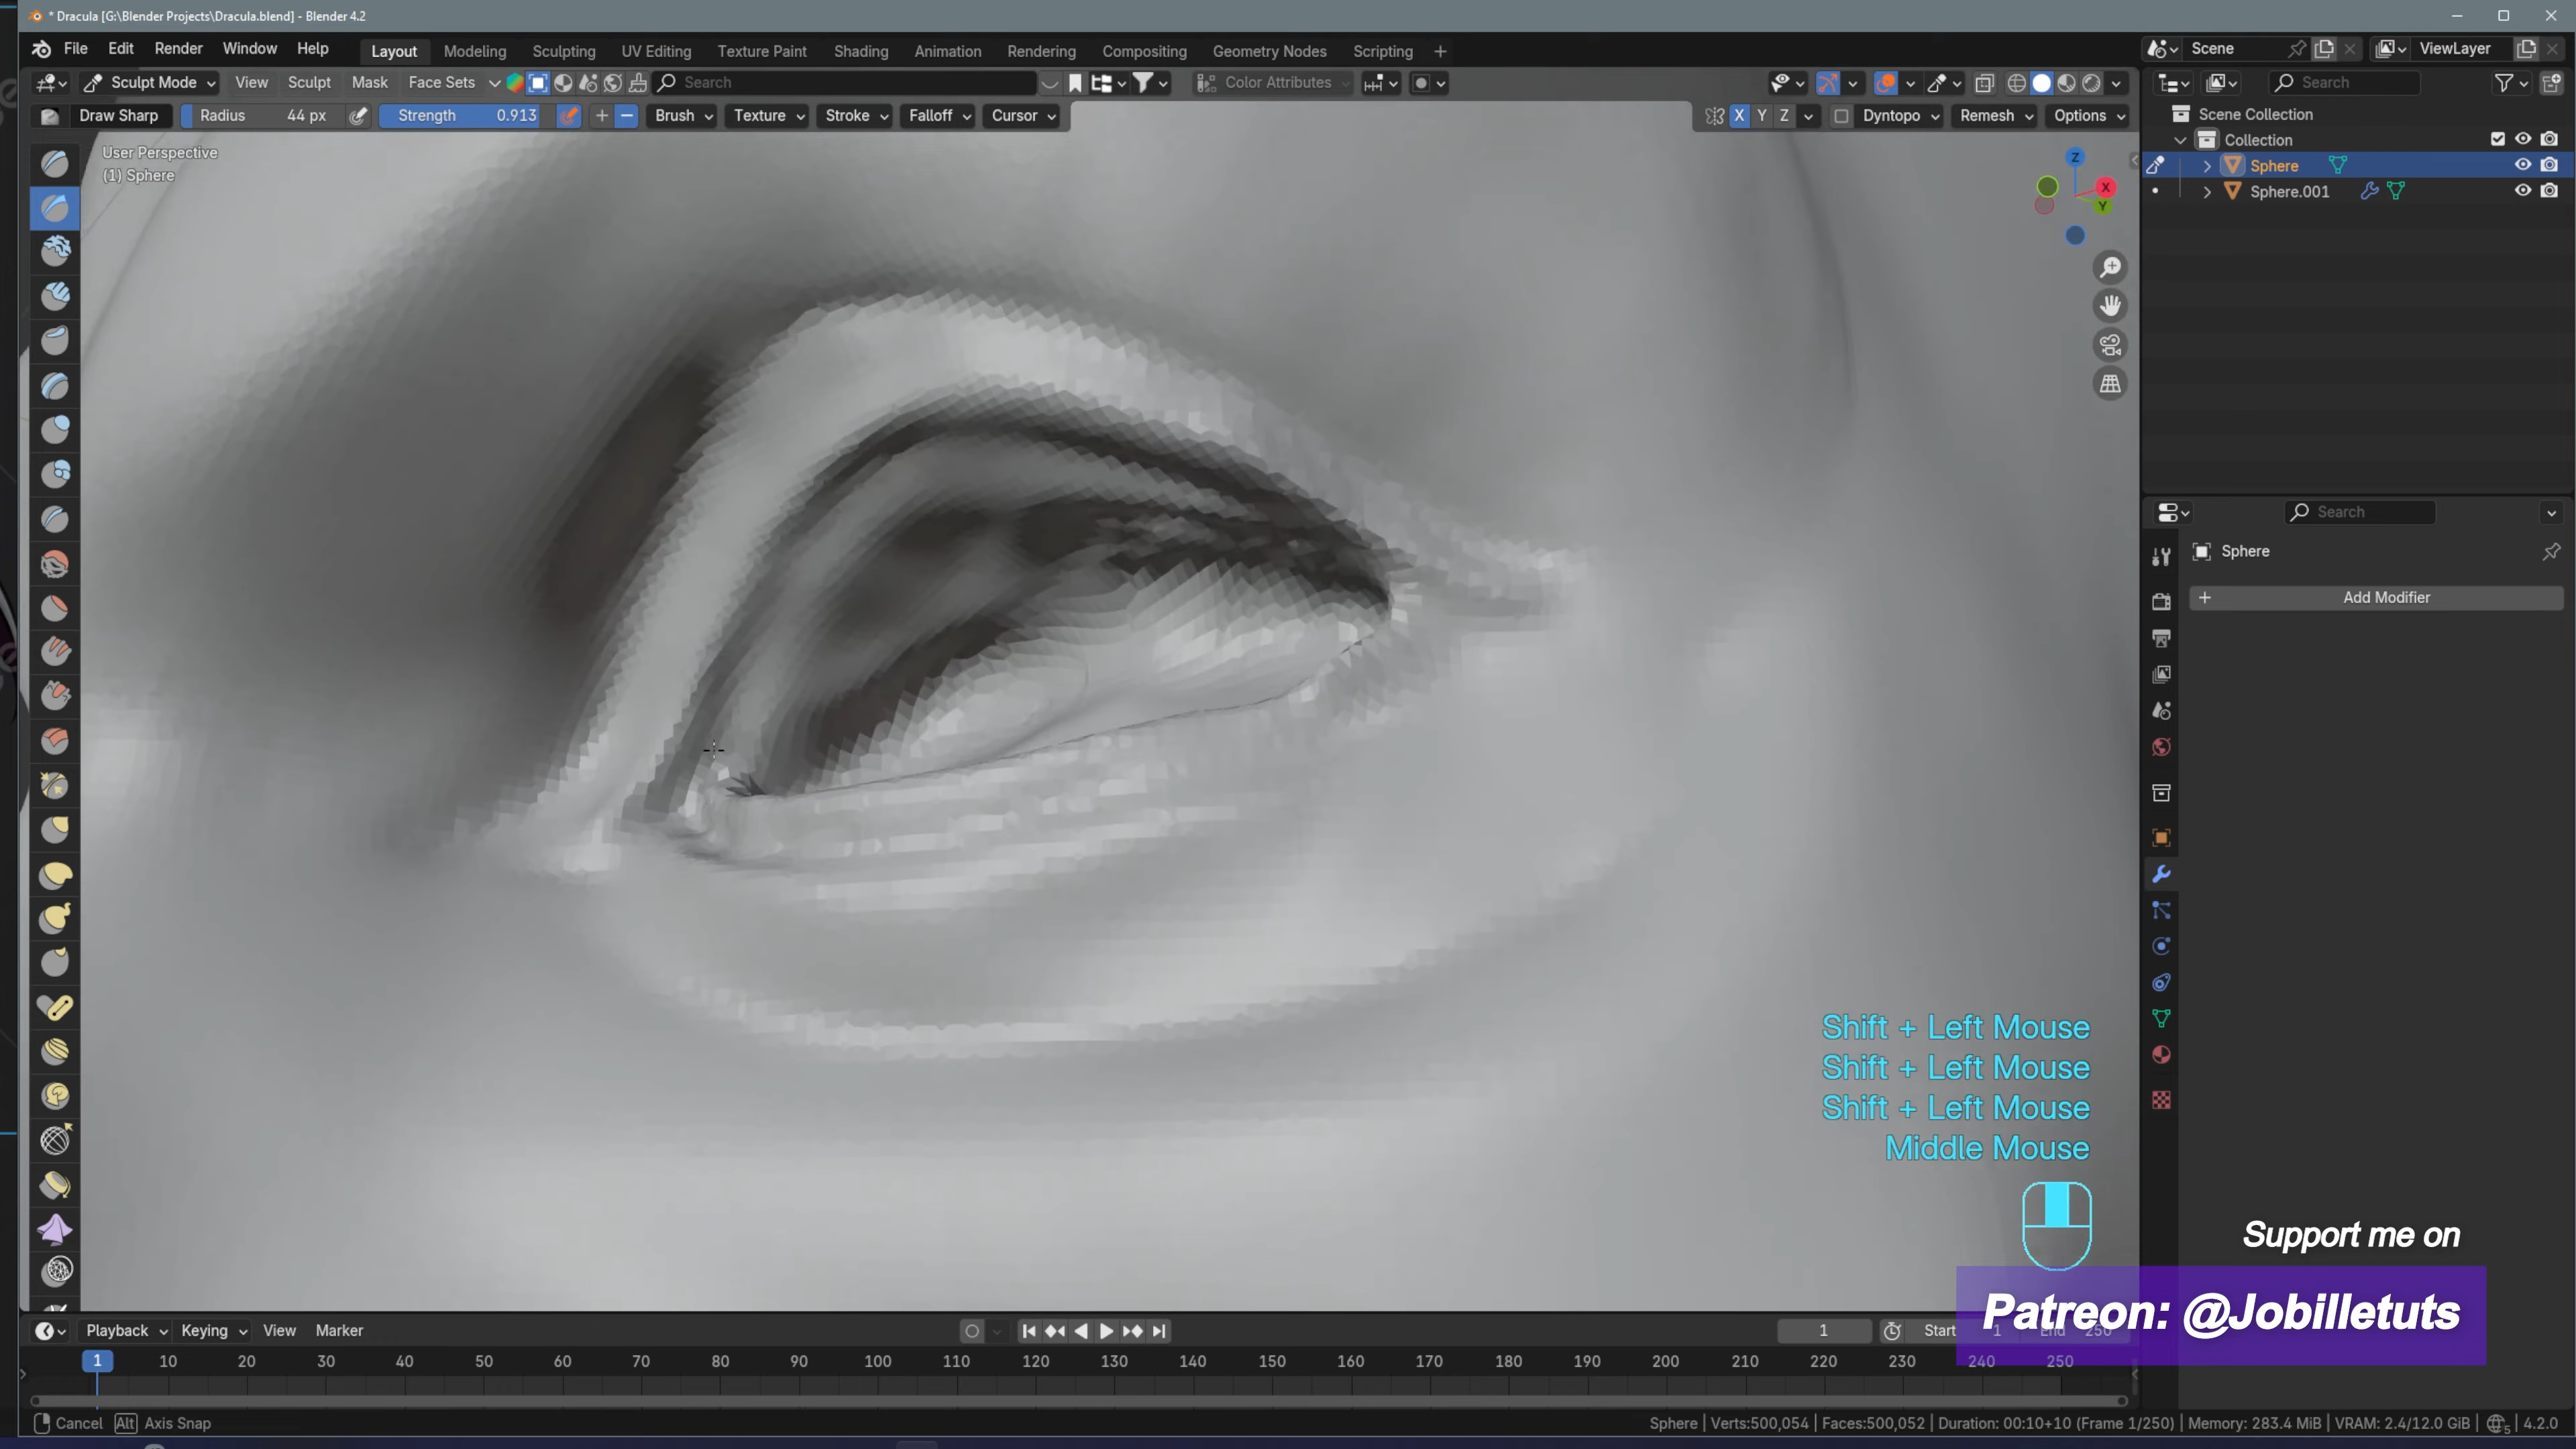 * Dracula [G:\Blender Projects\Dracula.blend] - Blender 4.2
File Edit Render Window Help Layout Modeling Sculpting UV Editing Texture Paint Shading Animation Rendering Compositing Geometry Nodes Scripting + Scene ViewLayer
Sculpt Mode View Sculpt Mask Face Sets Search Color Attributes Search
Draw Sharp Radius 44 px Strength 0.913 Brush Texture Stroke Falloff Cursor X Y Z Dyntopo Remesh Options
Scene Collection
Collection
Sphere
Sphere.001
User Perspective
(1) Sphere
Z
X
Y
Search
Sphere
Add Modifier
Shift + Left Mouse
Shift + Left Mouse
Shift + Left Mouse
Middle Mouse
Support me on
Patreon: @Jobilletuts
Playback Keying View Marker 1 Start 1 End 250
1 10 20 30 40 50 60 70 80 90 100 110 120 130 140 150 160 170 180 190 200 210 220 230 240 250
Cancel Alt Axis Snap Sphere | Verts:500,054 | Faces:500,052 | Duration: 00:10+10 (Frame 1/250) | Memory: 283.4 MiB | VRAM: 2.4/12.0 GiB | 5 | 4.2.0